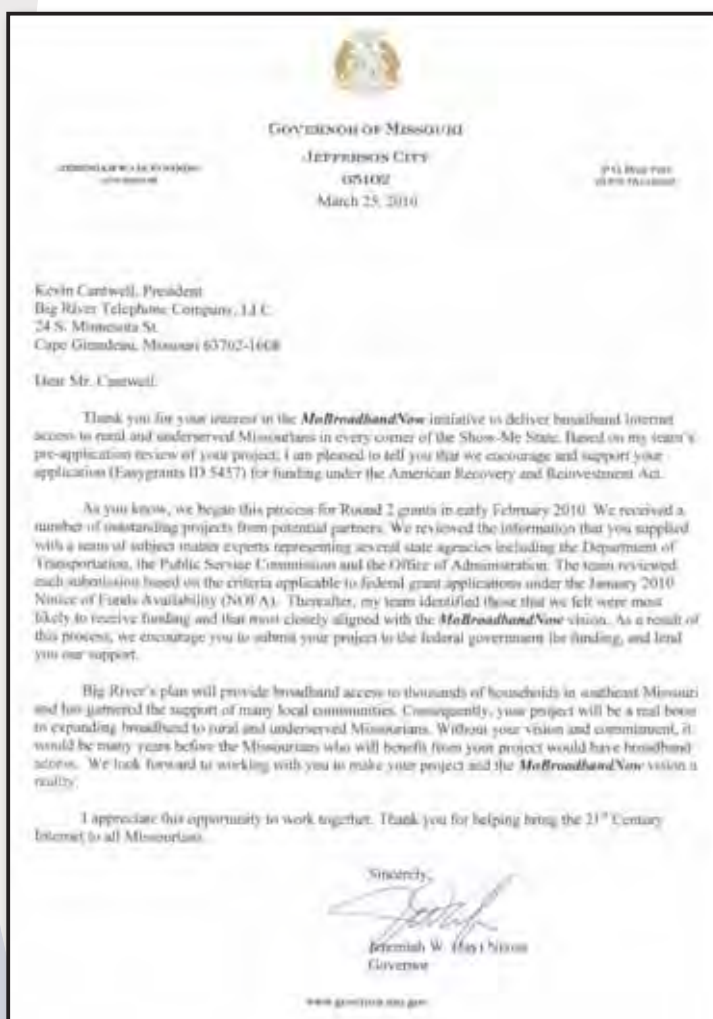 GOVERNOR OF MISSOURI
JEFFERSON CITY
65102
GOVERNOR
March 25, 2010
Kevin Cantwell, President
Big River Telephone Company, LLC
24 S. Minnesota St.
Cape Girardeau, Missouri 63702-1608
Dear Mr. Cantwell:
Thank you for your interest in the MoBroadbandNow initiative to deliver broadband Internet
access to rural and underserved Missourians in every corner of the Show-Me State. Based on my team's
pre-application review of your project, I am pleased to tell you that we encourage and support your
application (Easygrants ID 5457) for funding under the American Recovery and Reinvestment Act.
As you know, we began this process for Round 2 grants in early February 2010. We received a
number of outstanding projects from potential partners. We reviewed the information that you supplied
with a team of subject matter experts representing several state agencies including the Department of
Transportation, the Public Service Commission and the Office of Administration. The team reviewed
each submission based on the criteria applicable to federal grant applications under the January 2010
Notice of Funds Availability (NOFA). Thereafter, my team identified those that we felt were most
likely to receive funding and that most closely aligned with the MoBroadbandNow vision. As a result of
this process, we encourage you to submit your project to the federal government for funding, and lend
you our support.
Big River's plan will provide broadband access to thousands of households in southeast Missouri
and has garnered the support of many local communities. Consequently, your project will be a real boon
to expanding broadband to rural and underserved Missourians. Without your vision and commitment, it
would be many years before the Missourians who will benefit from your project would have broadband
access. We look forward to working with you to make your project and the MoBroadbandNow vision a
reality.
I appreciate this opportunity to work together. Thank you for helping bring the 21st Century
Internet to all Missourians.
Sincerely,
Jeremiah W. (Jay) Nixon
Governor
www.governor.mo.gov